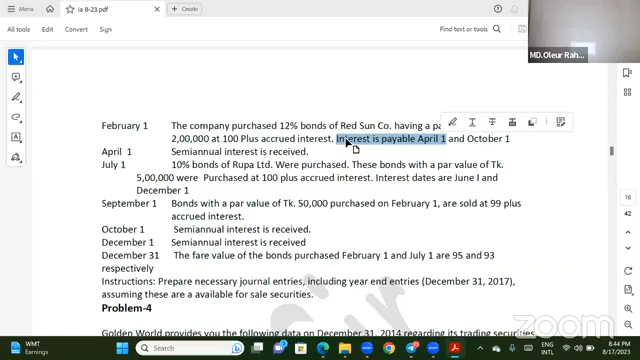 ia 8-23.pdf
+ Create
All tools
Edit
Convert
Sign
Find text or tools
MD.Oleur Rah...
February 1 The company purchased 12% bonds of Red Sun Co. having a pa
2,00,000 at 100 Plus accrued interest. Interest is payable April 1 and October 1
April 1 Semiannual interest is received.
July 1 10% bonds of Rupa Ltd. Were purchased. These bonds with a par value of Tk.
5,00,000 were Purchased at 100 plus accrued interest. Interest dates are June I and
December 1
September 1 Bonds with a par value of Tk. 50,000 purchased on February 1, are sold at 99 plus
accrued interest.
October 1 Semiannual interest is received.
December 1 Semiannual interest is received
December 31 The fare value of the bonds purchased February 1 and July 1 are 95 and 93
respectively
Instructions: Prepare necessary journal entries, including year end entries (December 31, 2017),
assuming these are a available for sale securities.
Problem-4
Golden World provides you the following data on December 31, 2014 regarding its trading securities
16
42
zoom
WMT
Earnings
Search
ENG
INTL
8:44 PM
8/17/2024